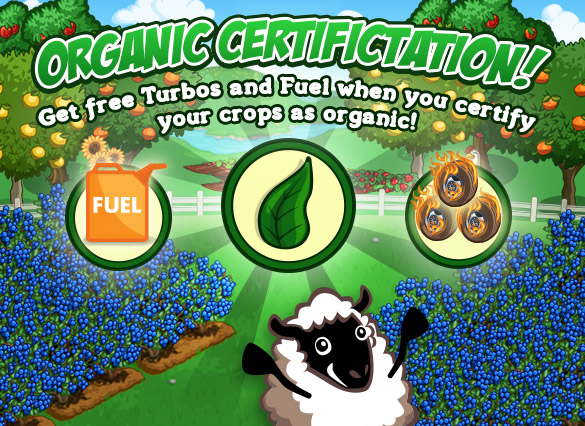 ORGANIC CERTIFICTATION!
Get free Turbos and Fuel when you certify
your crops as organic!
FUEL